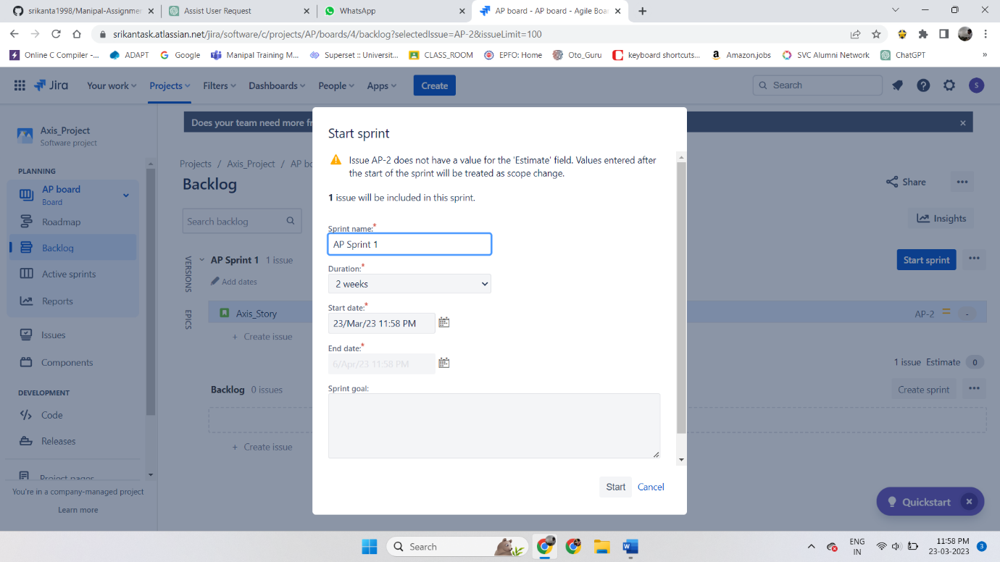 srikanta1998/Manipal-Assignmen
Assist User Request
WhatsApp
AP board - AP board - Agile Boa
srikantask.atlassian.net/jira/software/c/projects/AP/boards/4/backlog?selectedIssue=AP-2&issueLimit=100
Online C Compiler -...
ADAPT
Google
Manipal Training M...
Superset :: Universit...
CLASS_ROOM
EPFO: Home
Oto_Guru
keyboard shortcuts...
Amazon.jobs
SVC Alumni Network
ChatGPT
»
Jira
Your work
Projects
Filters
Dashboards
People
Apps
Create
Search
S
Axis_Project
Software project
PLANNING
AP board
Board
Roadmap
Backlog
Active sprints
Reports
Issues
Components
DEVELOPMENT
Code
Releases
Project pages
You're in a company-managed project
Learn more
Does your team need more fr
Projects / Axis_Project / AP bo
Backlog
Search backlog
Share
Insights
VERSIONS
EPICS
AP Sprint 1 1 issue
Add dates
Start sprint
Axis_Story
AP-2
-
+ Create issue
1 issue Estimate 0
Backlog 0 issues
Create sprint
+ Create issue
Start sprint
Issue AP-2 does not have a value for the 'Estimate' field. Values entered after
the start of the sprint will be treated as scope change.
1 issue will be included in this sprint.
Sprint name:*
AP Sprint 1
Duration:*
2 weeks
Start date:*
23/Mar/23 11:58 PM
End date:*
6/Apr/23 11:58 PM
Sprint goal:
Start
Cancel
Quickstart
Search
ENG
IN
11:58 PM
23-03-2023
3